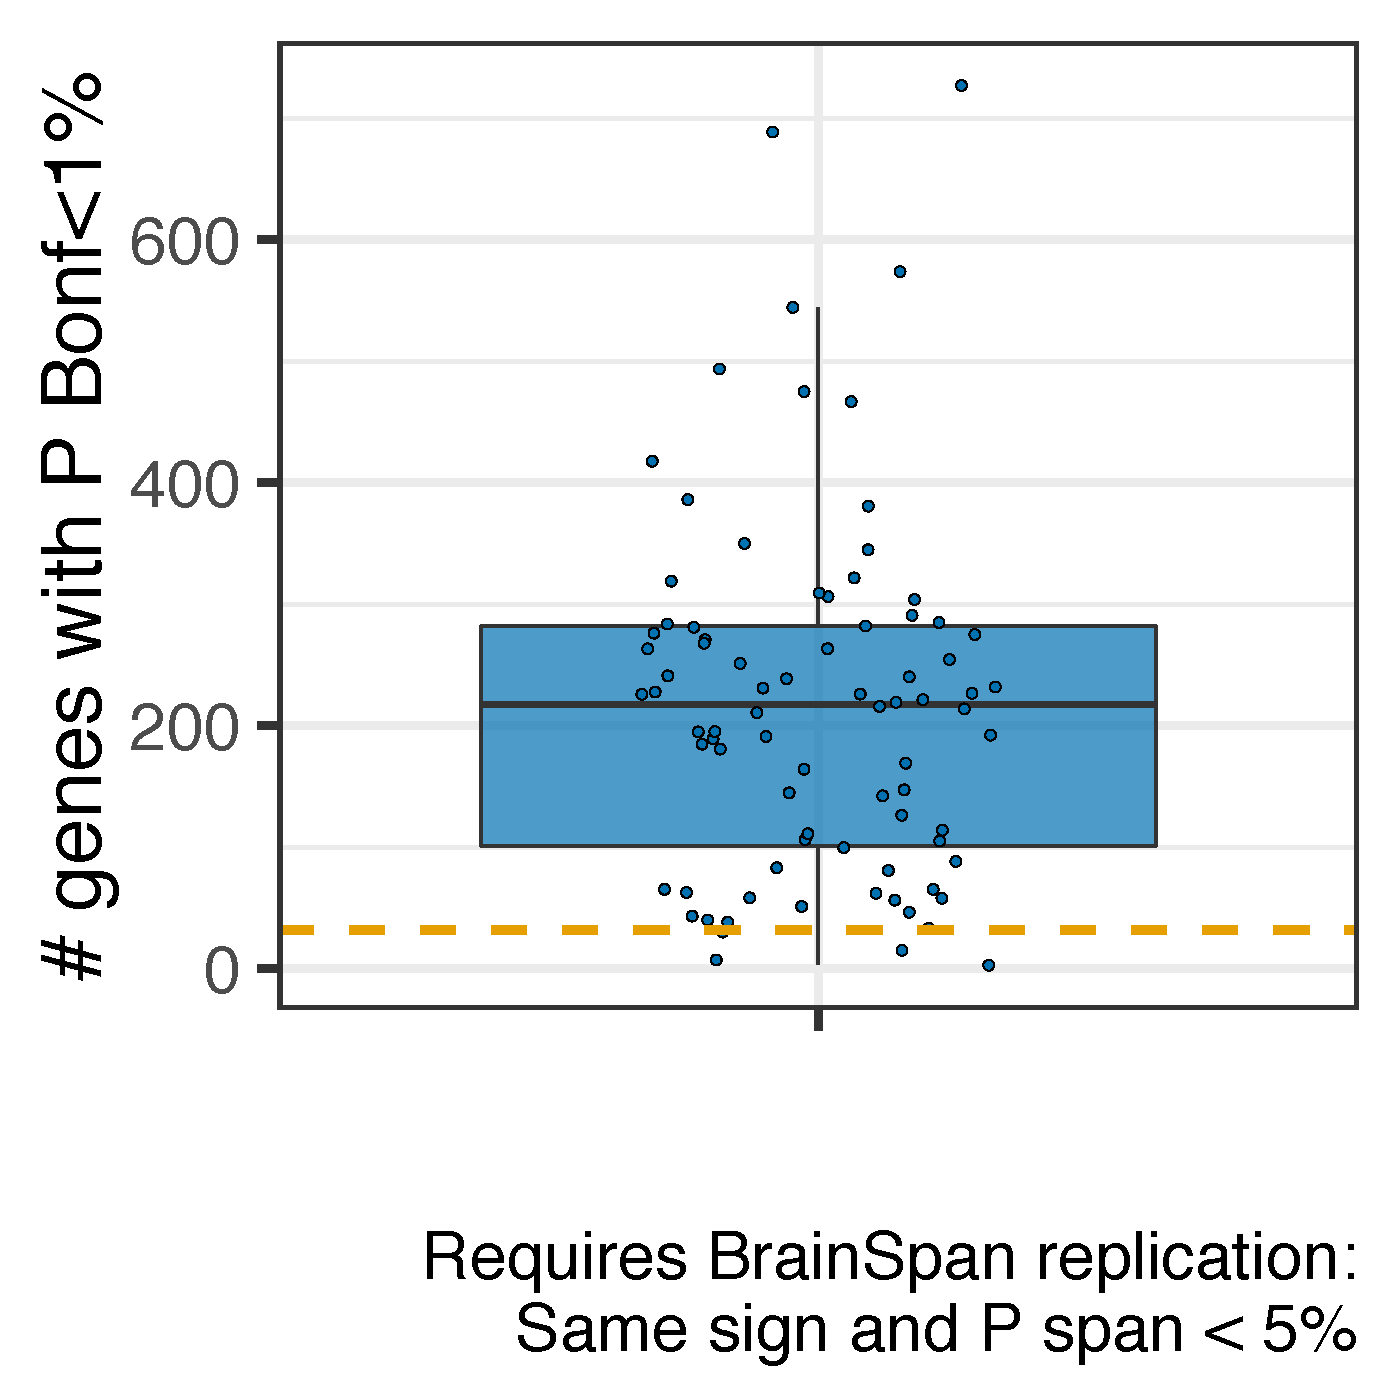 # genes with P Bonf<1%
600
400
200
0
Requires BrainSpan replication:
Same sign and P span < 5%